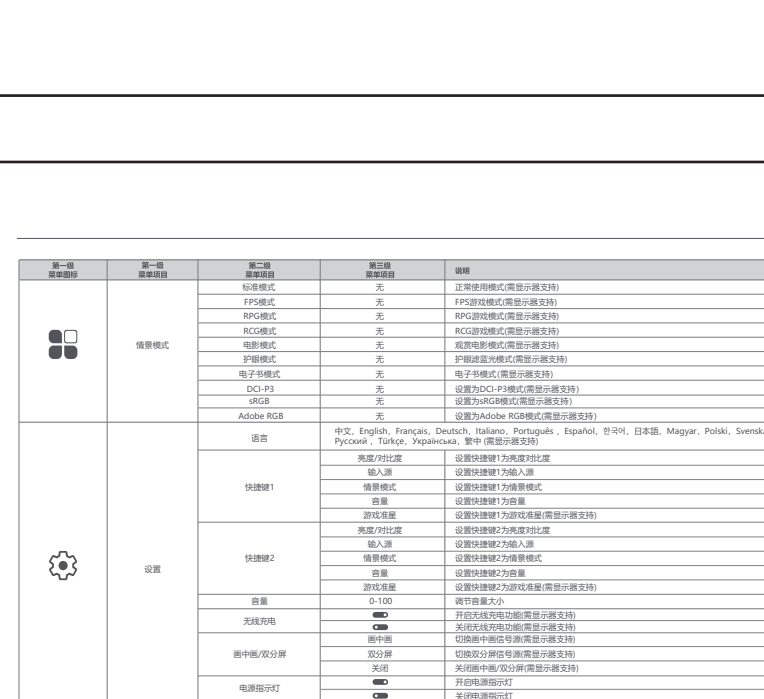 第一级
菜单图标
第一级
菜单项目
第二级
菜单项目
第三级
菜单项目
说明
情景模式
标准模式 无 正常使用模式(需显示器支持)
FPS模式 无 FPS游戏模式(需显示器支持)
RPG模式 无 RPG游戏模式(需显示器支持)
RCG模式 无 RCG游戏模式(需显示器支持)
电影模式 无 观赏电影模式(需显示器支持)
护眼模式 无 护眼滤蓝光模式(需显示器支持)
电子书模式 无 电子书模式(需显示器支持)
DCI-P3 无 设置为DCI-P3模式(需显示器支持)
sRGB 无 设置为sRGB模式(需显示器支持)
Adobe RGB 无 设置为Adobe RGB模式(需显示器支持)
设置
语言 中文，English，Français，Deutsch，Italiano，Português，Español，한국어，日本語，Magyar，Polski，Svenska
Русский，Türkçe，Українська，繁中 (需显示器支持)
快捷键1
亮度/对比度 设置快捷键1为亮度对比度
输入源 设置快捷键1为输入源
情景模式 设置快捷键1为情景模式
音量 设置快捷键1为音量
游戏准星 设置快捷键1为游戏准星(需显示器支持)
快捷键2
亮度/对比度 设置快捷键2为亮度对比度
输入源 设置快捷键2为输入源
情景模式 设置快捷键2为情景模式
音量 设置快捷键2为音量
游戏准星 设置快捷键2为游戏准星(需显示器支持)
音量 0-100 调节音量大小
无线充电
开启无线充电功能(需显示器支持)
关闭无线充电功能(需显示器支持)
画中画/双分屏
画中画 切换画中画信号源(需显示器支持)
双分屏 切换双分屏信号源(需显示器支持)
关闭 关闭画中画/双分屏(需显示器支持)
电源指示灯
开启电源指示灯
关闭电源指示灯